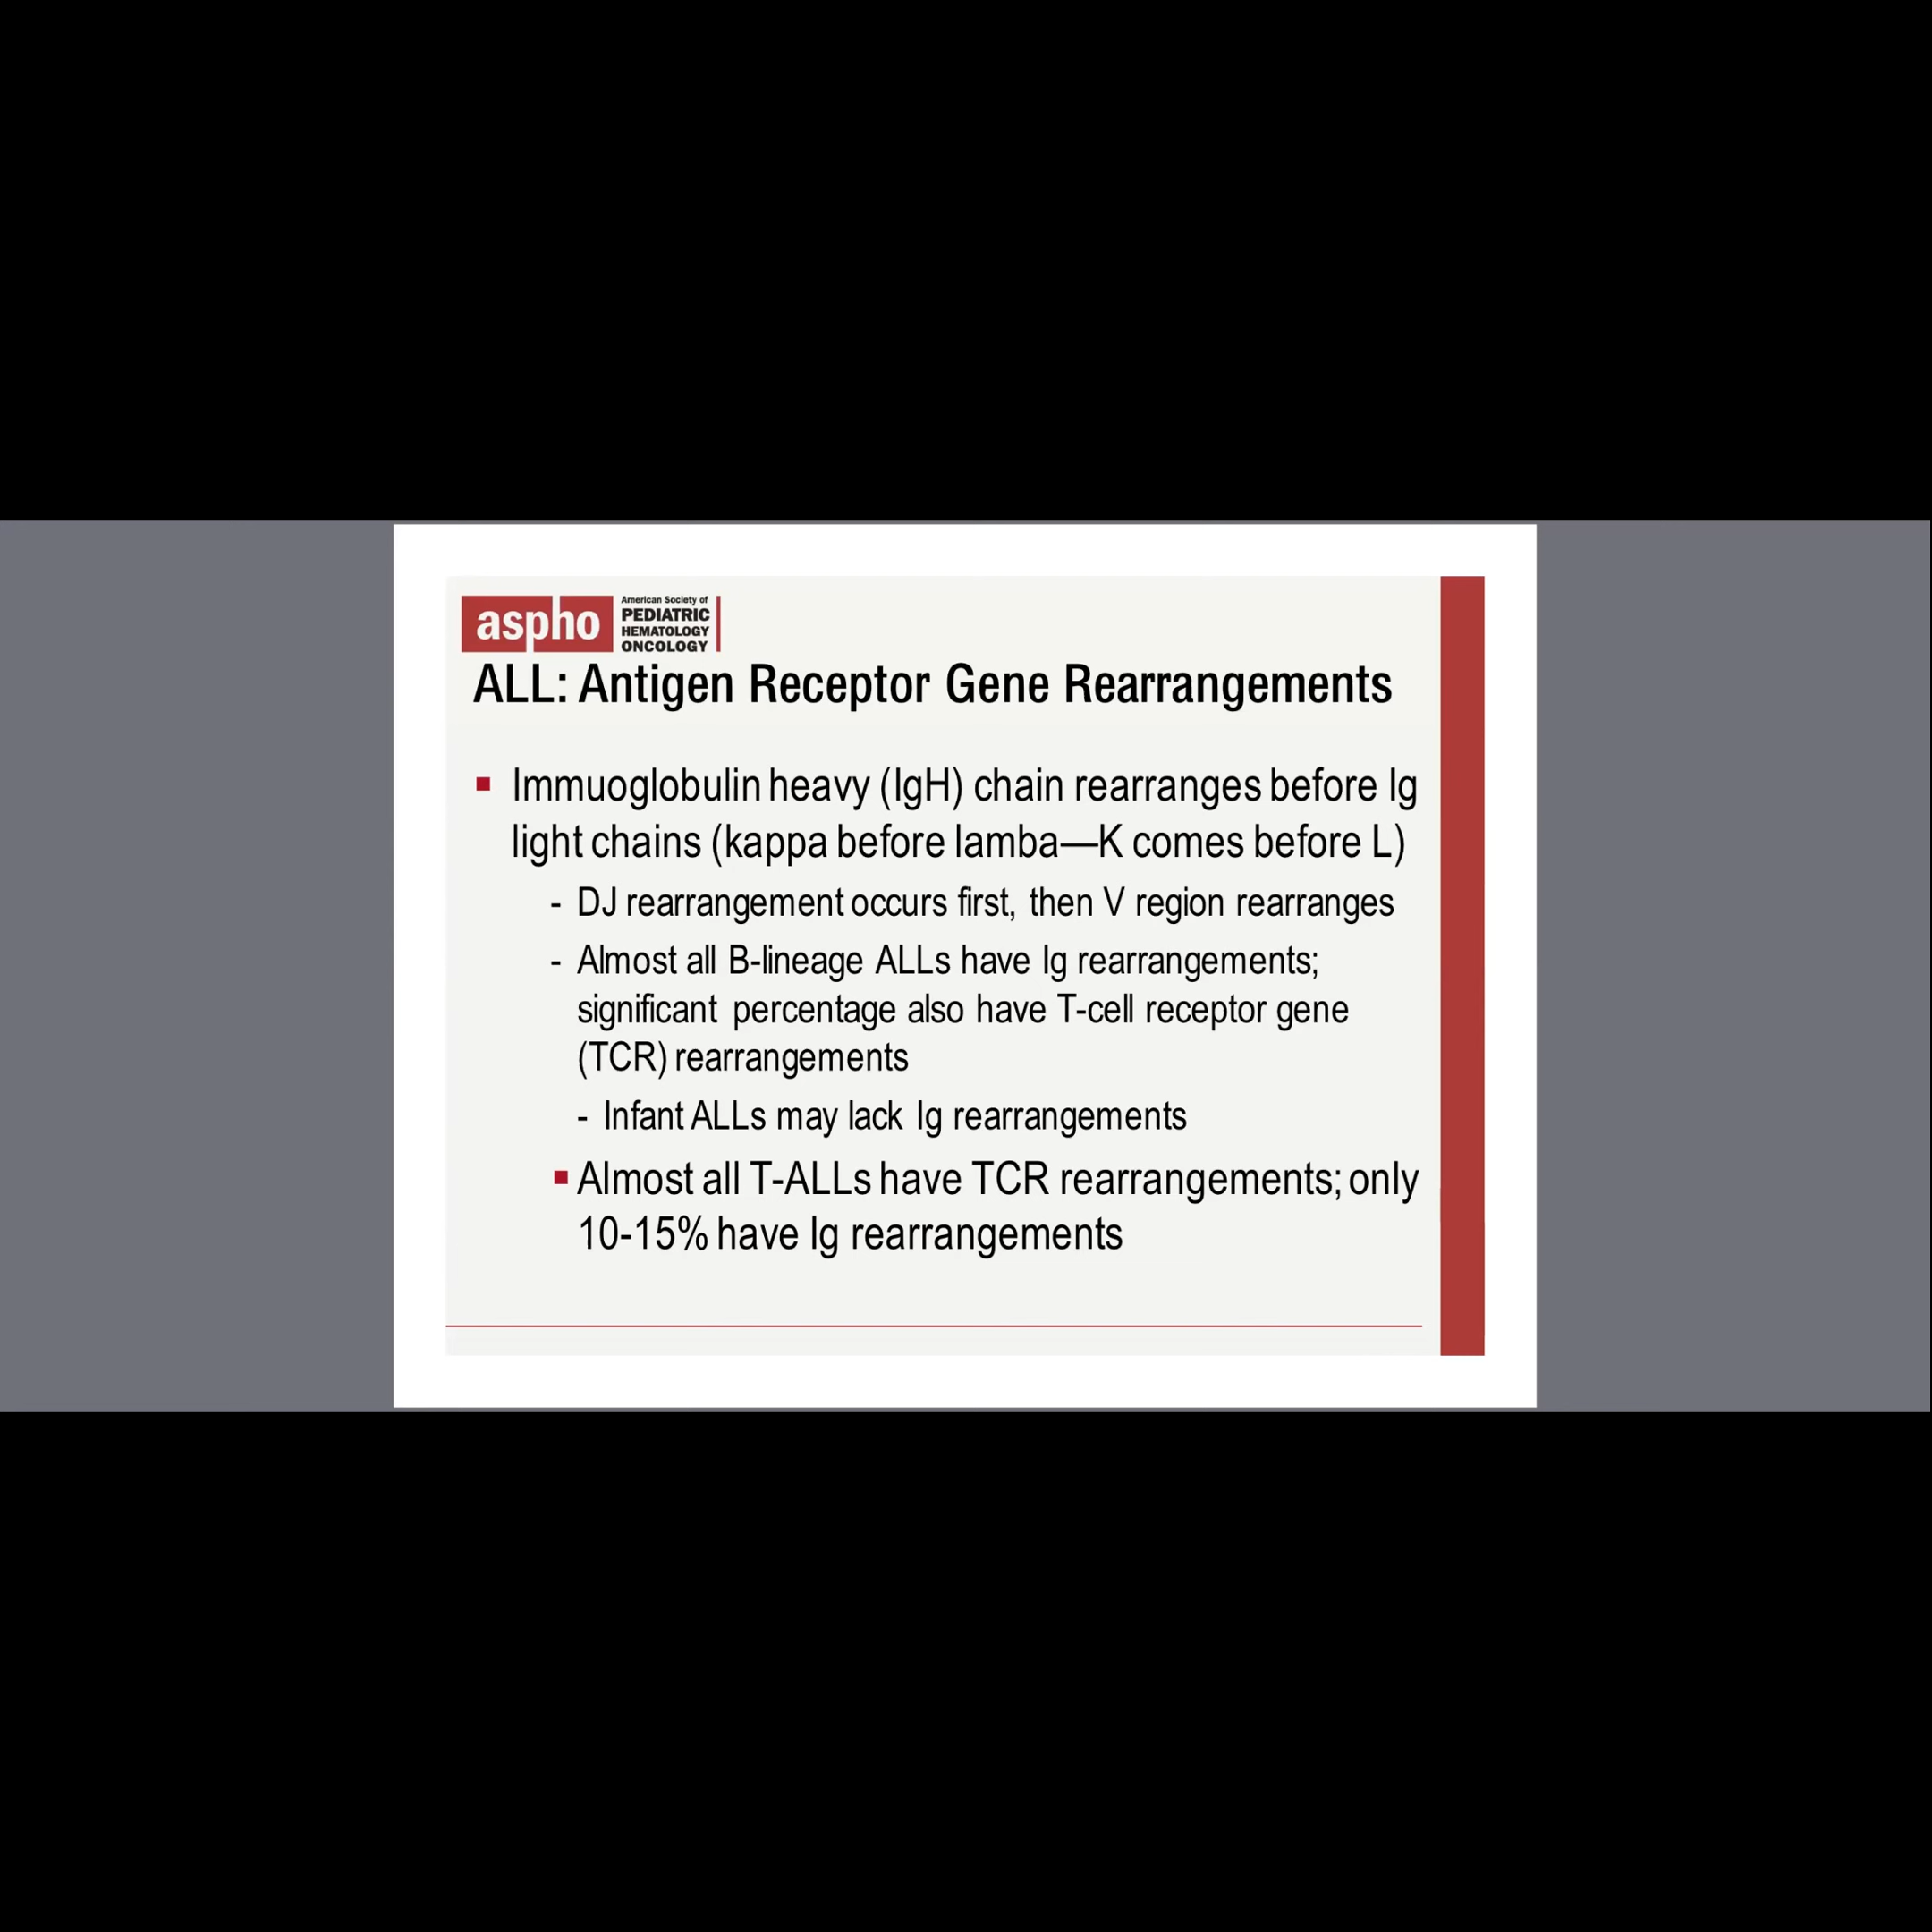 aspho
American Society of
PEDIATRIC
HEMATOLOGY
ONCOLOGY
ALL: Antigen Receptor Gene Rearrangements
▪ Immuoglobulin heavy (IgH) chain rearranges before Ig
light chains (kappa before lamba—K comes before L)
- DJ rearrangement occurs first, then V region rearranges
- Almost all B-lineage ALLs have Ig rearrangements;
significant percentage also have T-cell receptor gene
(TCR) rearrangements
- Infant ALLs may lack Ig rearrangements
▪ Almost all T-ALLs have TCR rearrangements; only
10-15% have Ig rearrangements